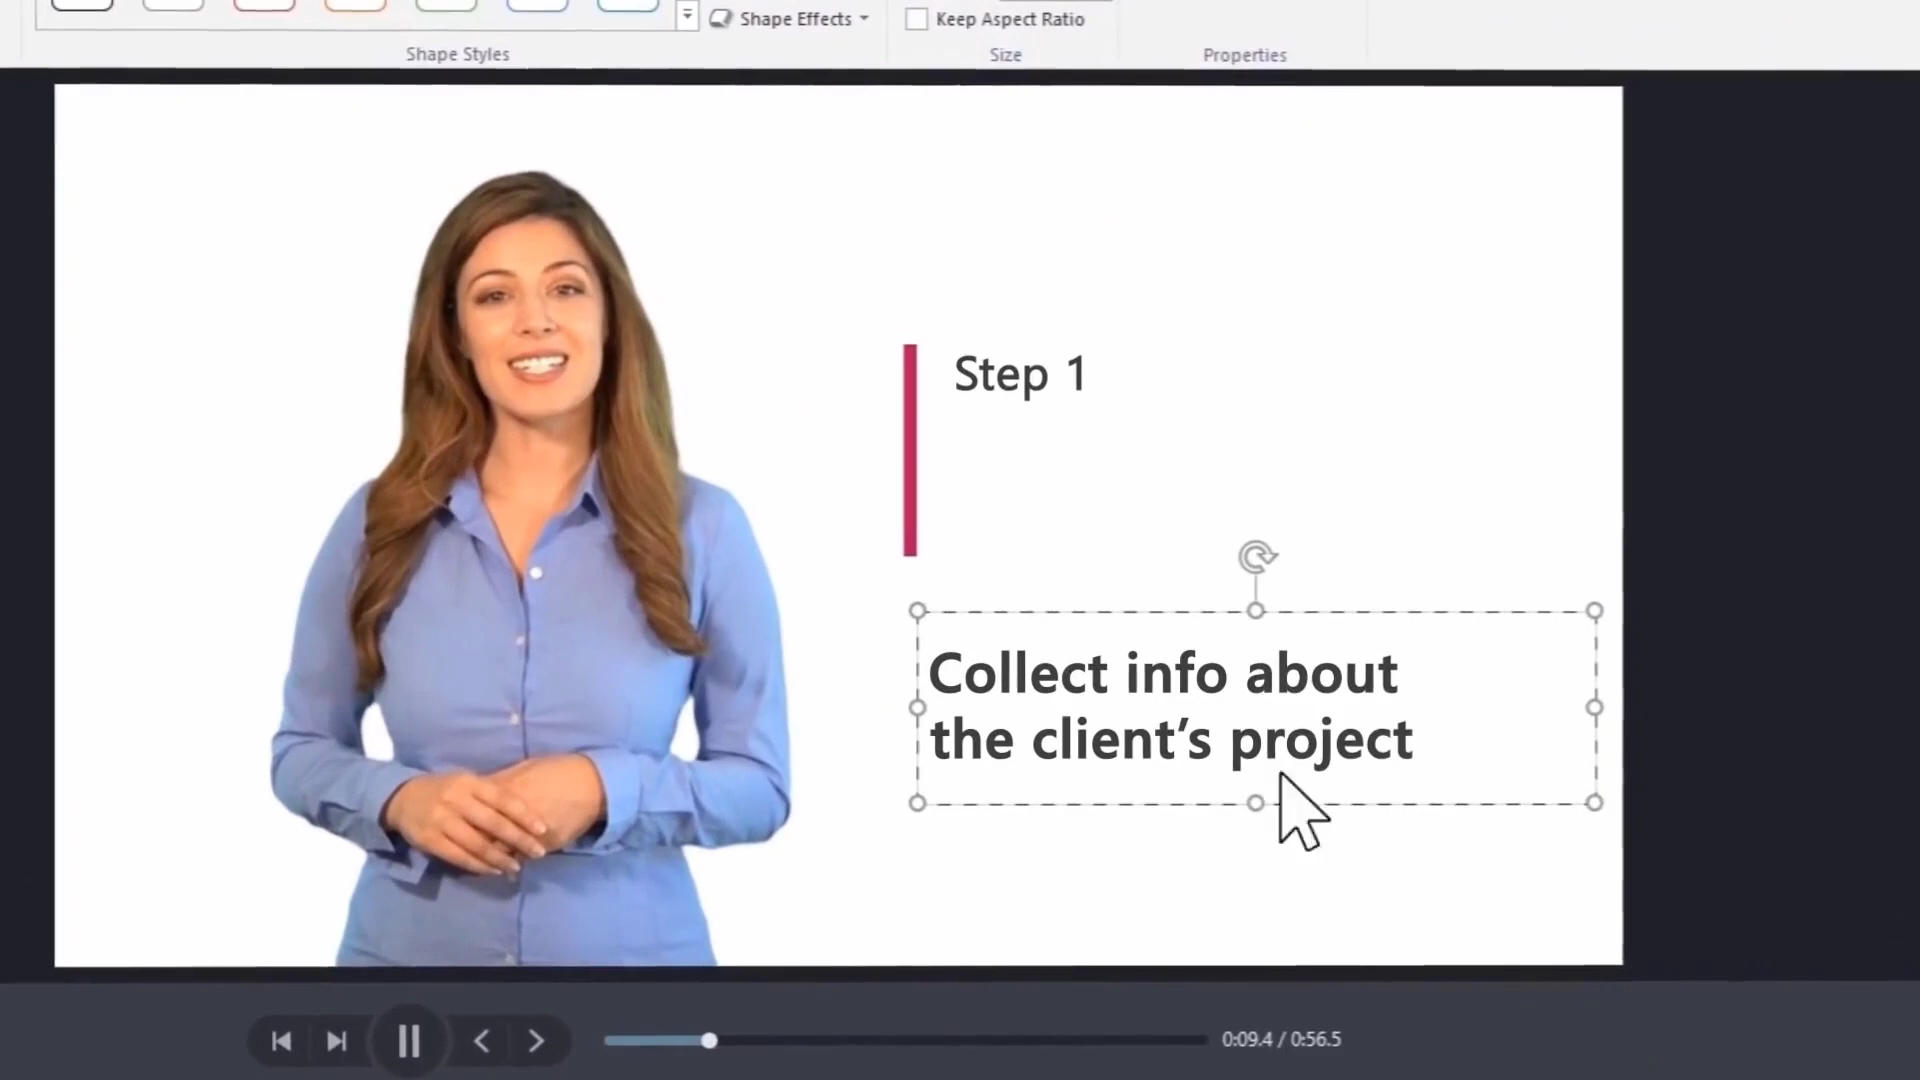 Shape Effects
Keep Aspect Ratio
Shape Styles
Size
Properties
Step 1
Collect info about
the client’s project
0:09.4 / 0:56.5